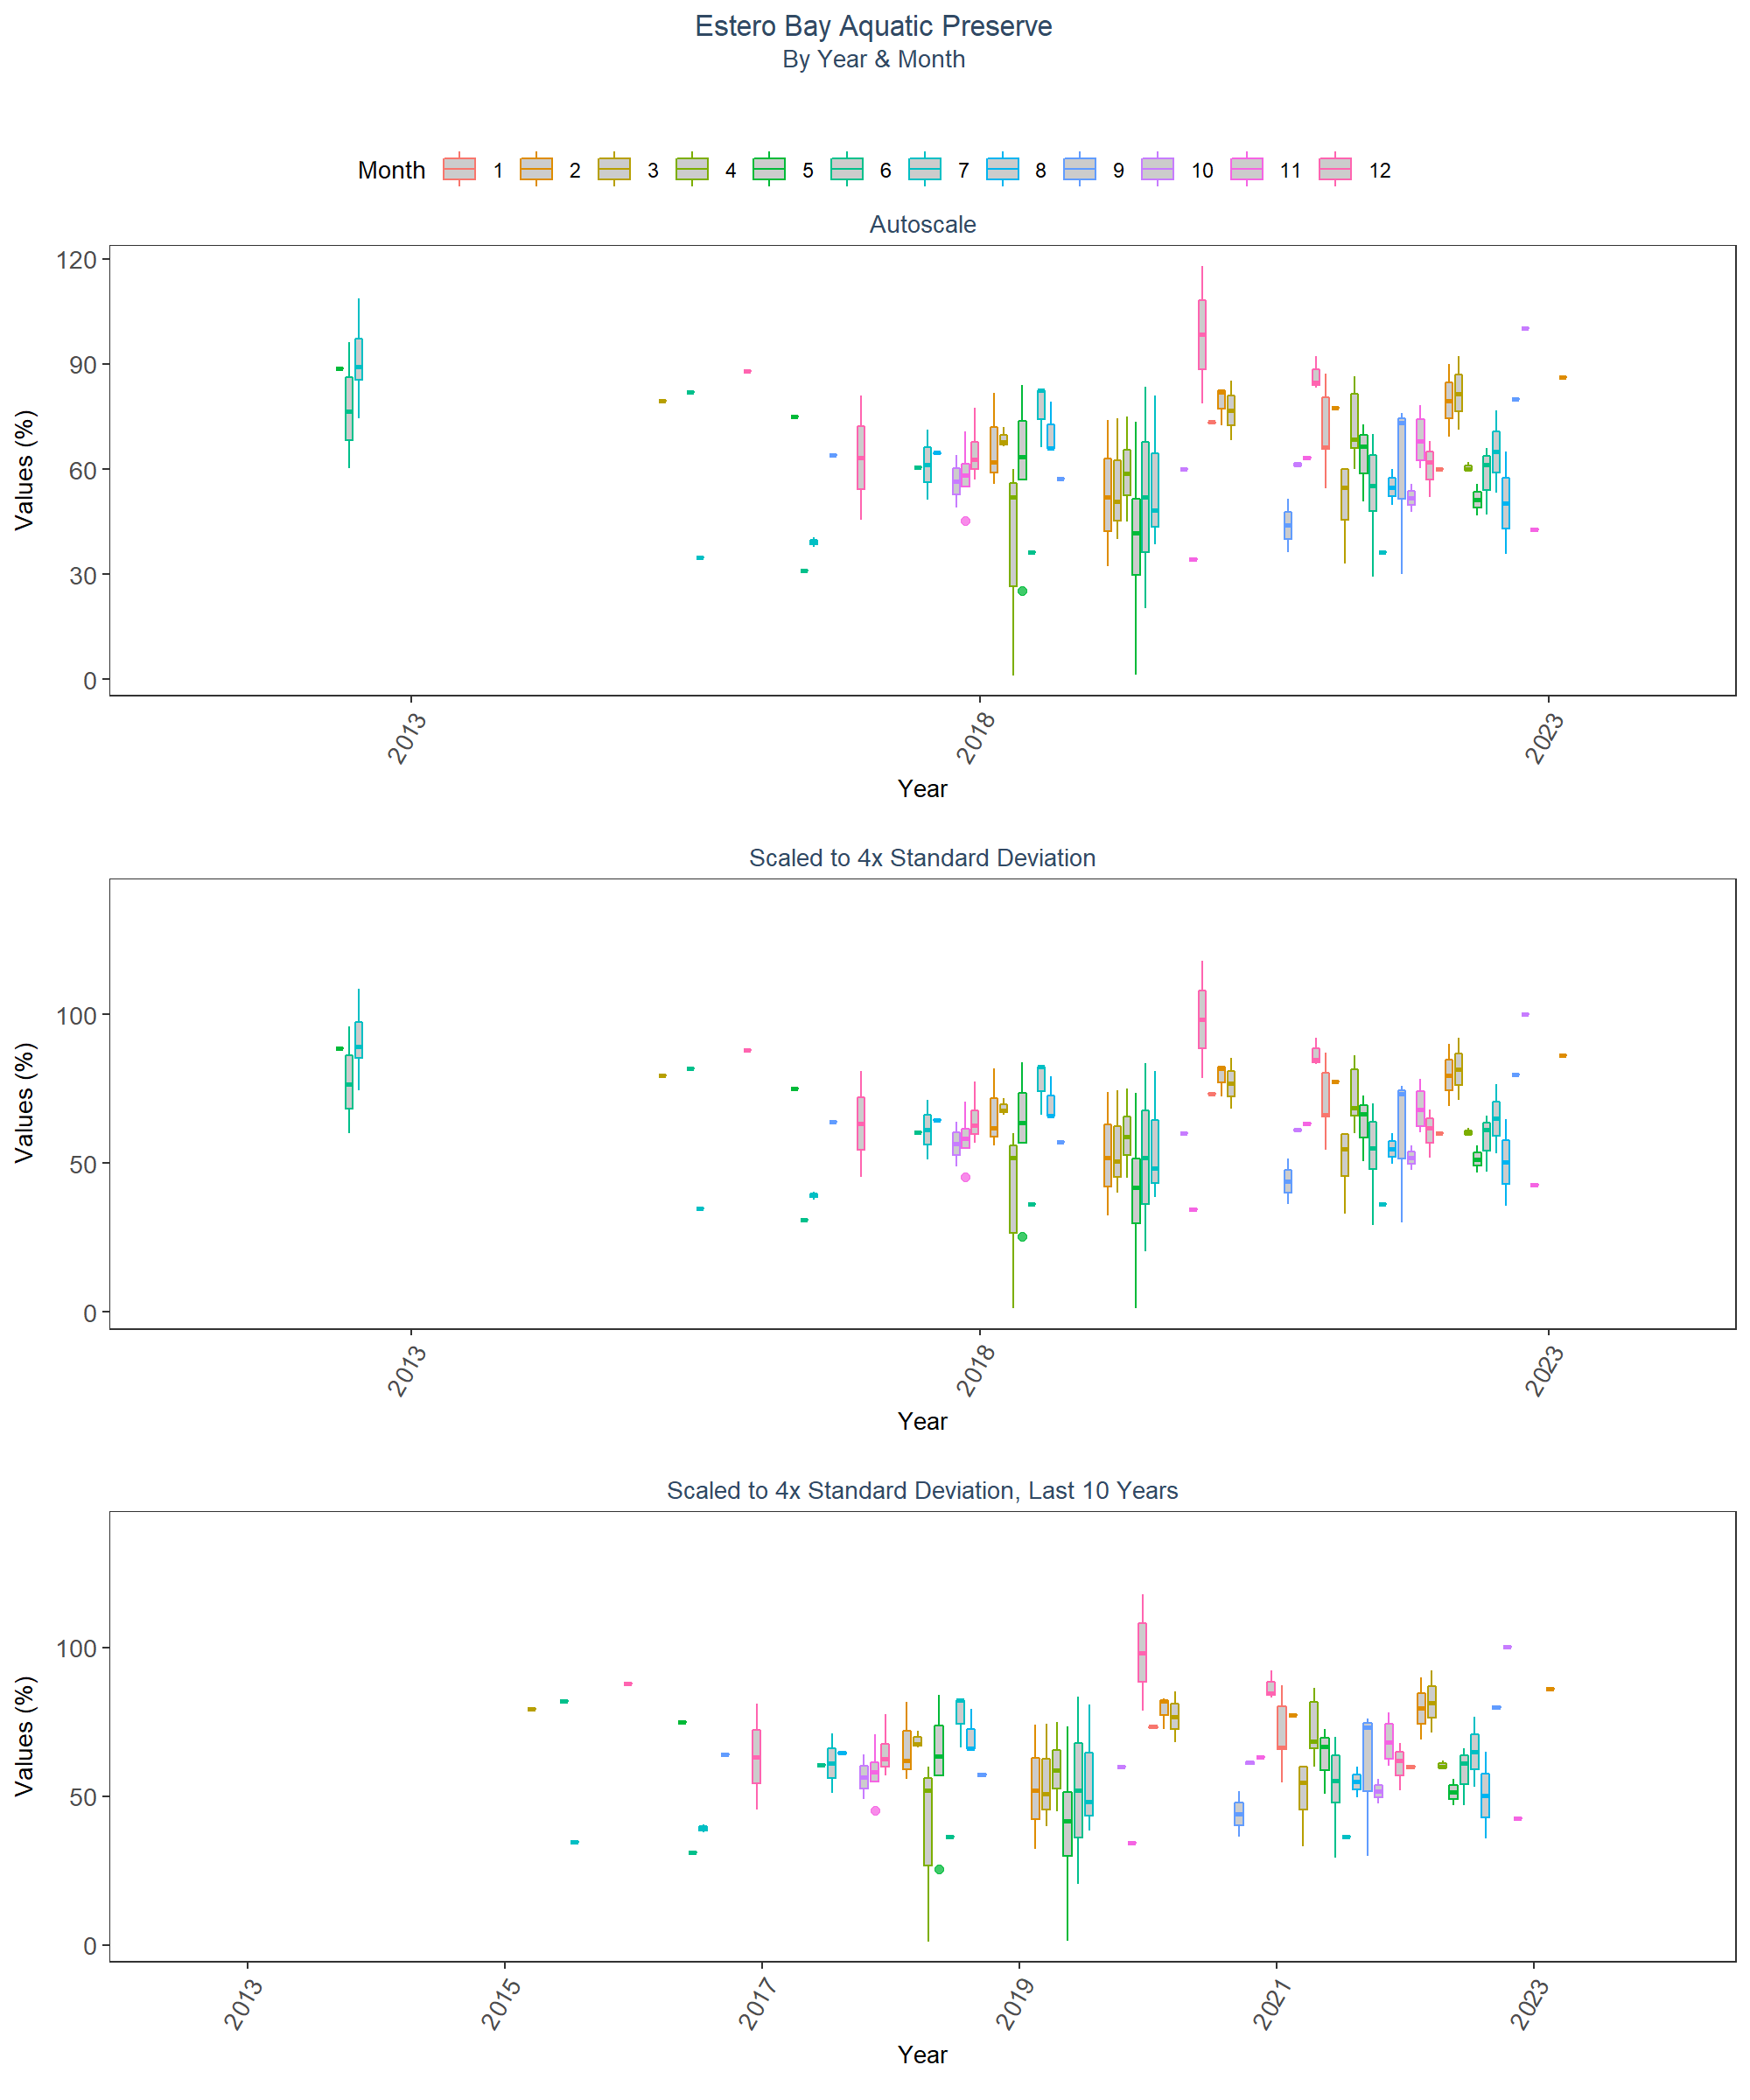 Estero Bay Aquatic Preserve
By Year & Month
Month 1 2 3 4 5 6 7 8 9 10 11 12
Autoscale
Values (%)
120
90
60
30
0
2013 2018 2023
Year
Scaled to 4x Standard Deviation
Values (%)
100
50
0
2013 2018 2023
Year
Scaled to 4x Standard Deviation, Last 10 Years
Values (%)
100
50
0
2013 2015 2017 2019 2021 2023
Year